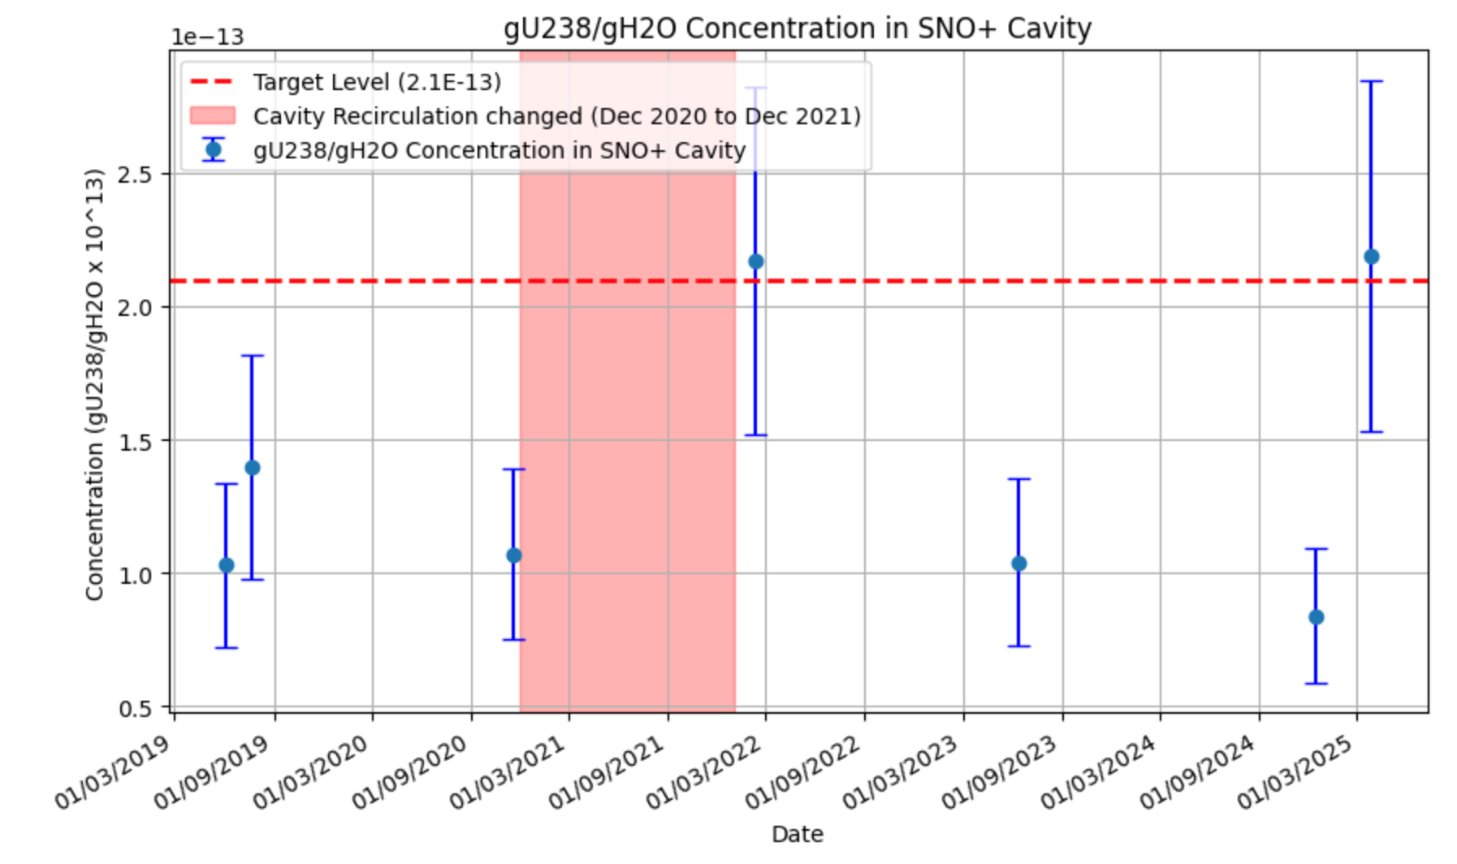 gU238/gH2O Concentration in SNO+ Cavity
1e−13
Target Level (2.1E-13)
Cavity Recirculation changed (Dec 2020 to Dec 2021)
gU238/gH2O Concentration in SNO+ Cavity
Concentration (gU238/gH2O x 10^13)
2.5
2.0
1.5
1.0
0.5
01/03/2019
01/09/2019
01/03/2020
01/09/2020
01/03/2021
01/09/2021
01/03/2022
01/09/2022
01/03/2023
01/09/2023
01/03/2024
01/09/2024
01/03/2025
Date